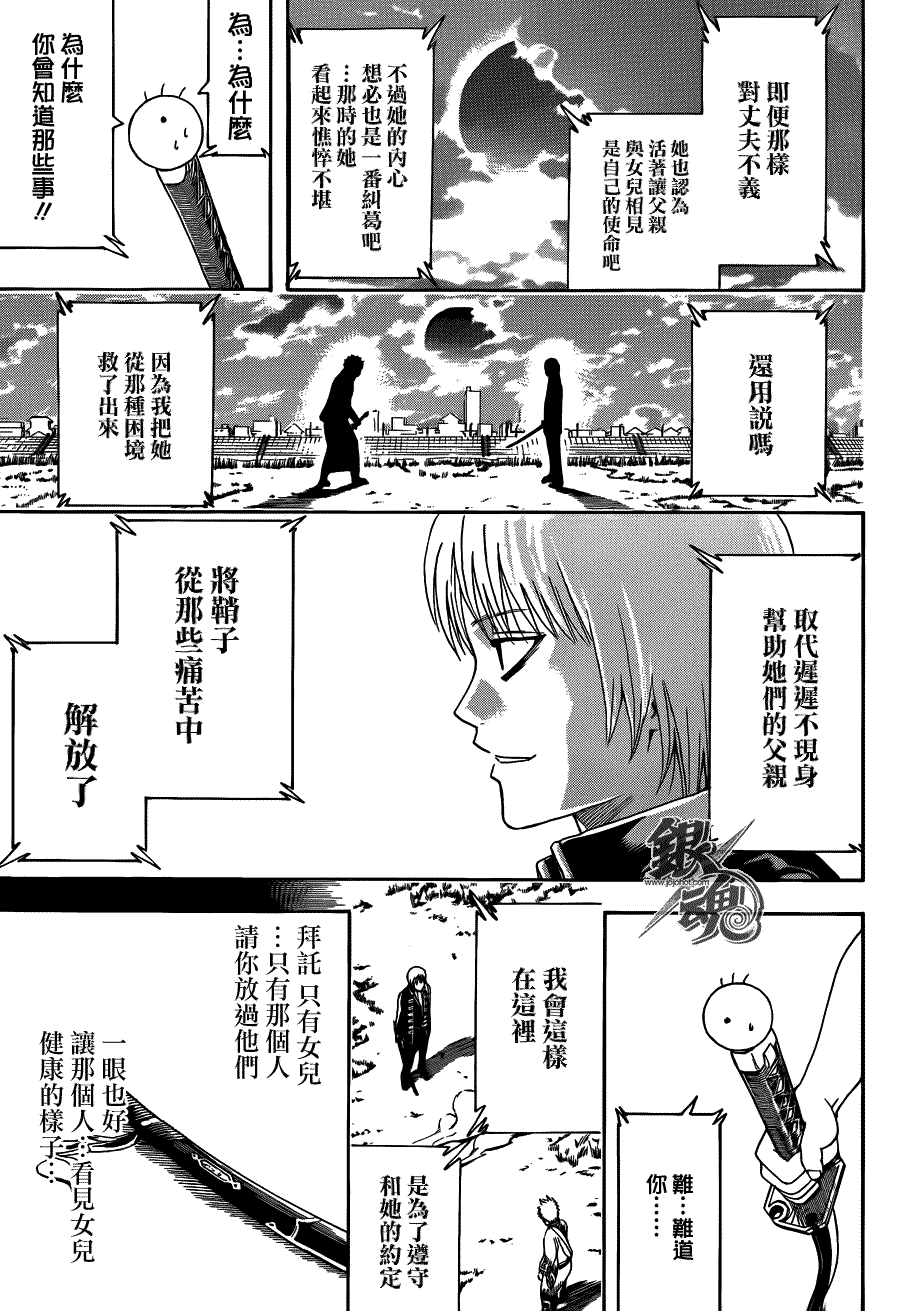 即便那樣
對丈夫不義
她也認為
活著讓父親
與女兒相見
是自己的使命吧
不過她的內心
想必也是一番糾葛吧
…那時的她
看起來憔悴不堪
為…為什麼
為什麼
你曾知道那些事!!
還用説嗎
因為我把她
從那種困境
救了出來
取代遲遲不現身
幫助她們的父親
將鞘子
從那些痛苦中
解放了
銀魂
www.jojohot.com
難…難道
你……
我會這樣
在這裡
是為了遵守
和她的約定
拜託 只有女兒
…只有那個人
請你放過他們
一眼也好
讓那個人…看見女兒
健康的樣子…